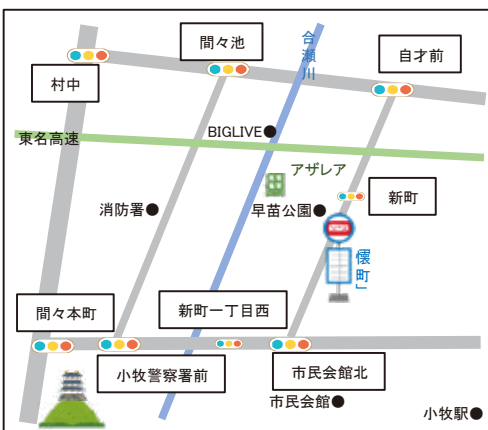 間々池
合瀬川
自才前
村中
BIGLIVE
東名高速
アザレア
消防署
早苗公園
新町
間々本町
新町一丁目西
小牧警察署前
市民会館北
市民会館
小牧駅